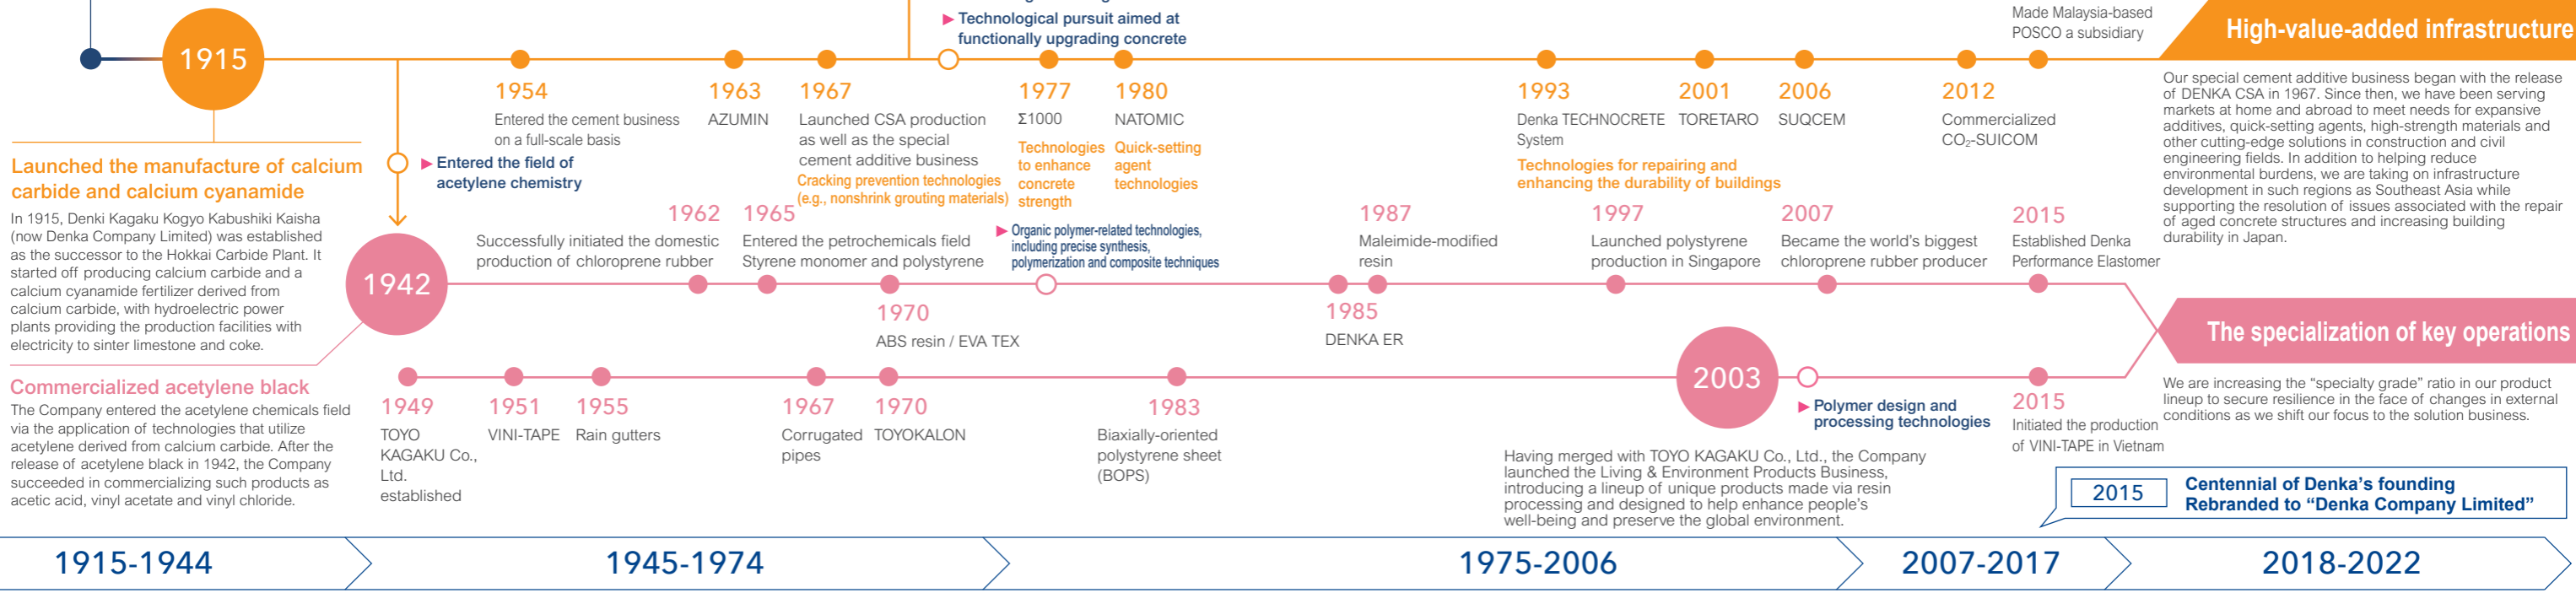 ▶ Technological pursuit aimed at
functionally upgrading concrete
Made Malaysia-based
POSCO a subsidiary
High-value-added infrastructure
1915
1954
Entered the cement business
on a full-scale basis
1963
AZUMIN
1967
Launched CSA production
as well as the special
cement additive business
Cracking prevention technologies
(e.g., nonshrink grouting materials)
1977
Σ1000
Technologies
to enhance
concrete
strength
1980
NATOMIC
Quick-setting
agent
technologies
1993
Denka TECHNOCRETE
System
Technologies for repairing and
enhancing the durability of buildings
2001
TORETARO
2006
SUQCEM
2012
Commercialized
CO₂-SUICOM
Our special cement additive business began with the release
of DENKA CSA in 1967. Since then, we have been serving
markets at home and abroad to meet needs for expansive
additives, quick-setting agents, high-strength materials and
other cutting-edge solutions in construction and civil
engineering fields. In addition to helping reduce
environmental burdens, we are taking on infrastructure
development in such regions as Southeast Asia while
supporting the resolution of issues associated with the repair
of aged concrete structures and increasing building
durability in Japan.
Launched the manufacture of calcium
carbide and calcium cyanamide
In 1915, Denki Kagaku Kogyo Kabushiki Kaisha
(now Denka Company Limited) was established
as the successor to the Hokkai Carbide Plant. It
started off producing calcium carbide and a
calcium cyanamide fertilizer derived from
calcium carbide, with hydroelectric power
plants providing the production facilities with
electricity to sinter limestone and coke.
▶ Entered the field of
acetylene chemistry
1942
1962
Successfully initiated the domestic
production of chloroprene rubber
1965
Entered the petrochemicals field
Styrene monomer and polystyrene
▶ Organic polymer-related technologies,
including precise synthesis,
polymerization and composite techniques
1970
ABS resin / EVA TEX
1987
Maleimide-modified
resin
1985
DENKA ER
1997
Launched polystyrene
production in Singapore
2007
Became the world's biggest
chloroprene rubber producer
2015
Established Denka
Performance Elastomer
The specialization of key operations
We are increasing the “specialty grade” ratio in our product
lineup to secure resilience in the face of changes in external
conditions as we shift our focus to the solution business.
Commercialized acetylene black
The Company entered the acetylene chemicals field
via the application of technologies that utilize
acetylene derived from calcium carbide. After the
release of acetylene black in 1942, the Company
succeeded in commercializing such products as
acetic acid, vinyl acetate and vinyl chloride.
1949
TOYO
KAGAKU Co.,
Ltd.
established
1951
VINI-TAPE
1955
Rain gutters
1967
Corrugated
pipes
1970
TOYOKALON
1983
Biaxially-oriented
polystyrene sheet
(BOPS)
2003
Having merged with TOYO KAGAKU Co., Ltd., the Company
launched the Living & Environment Products Business,
introducing a lineup of unique products made via resin
processing and designed to help enhance people's
well-being and preserve the global environment.
▶ Polymer design and
processing technologies
2015
Initiated the production
of VINI-TAPE in Vietnam
2015
Centennial of Denka's founding
Rebranded to “Denka Company Limited”
1915-1944
1945-1974
1975-2006
2007-2017
2018-2022